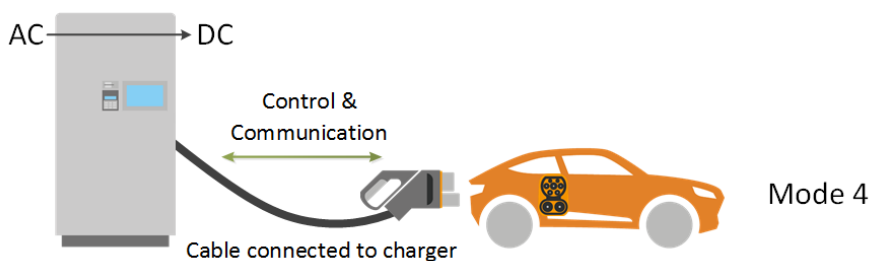 AC DC
Control &
Communication
Mode 4
Cable connected to charger